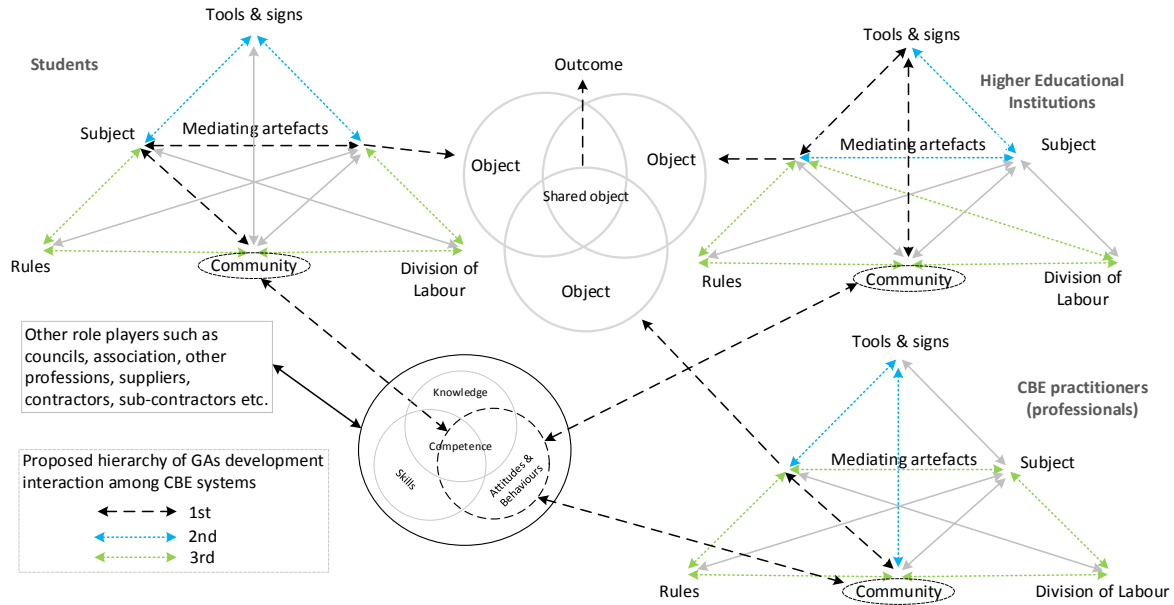 Tools & signs
Students
Subject
Mediating artefacts
Rules
Community
Division of
Labour
Outcome
Object
Object
Shared object
Object
Tools & signs
Higher Educational
Institutions
Mediating artefacts
Subject
Rules
Community
Division of
Labour
Other role players such as
councils, association, other
professions, suppliers,
contractors, sub-contractors etc.
Knowledge
Competence
Skills
Attitudes &
Behaviours
Tools & signs
CBE practitioners
(professionals)
Mediating artefacts
Subject
Rules
Community
Division of Labour
Proposed hierarchy of GAs development
interaction among CBE systems
1st
2nd
3rd